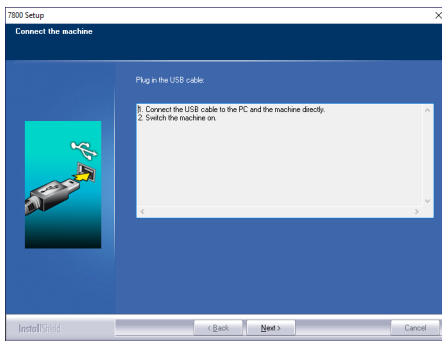 7800 Setup
Connect the machine
Plug in the USB cable:
1. Connect the USB cable to the PC and the machine directly.
2. Switch the machine on.
InstallShield
< Back
Next >
Cancel